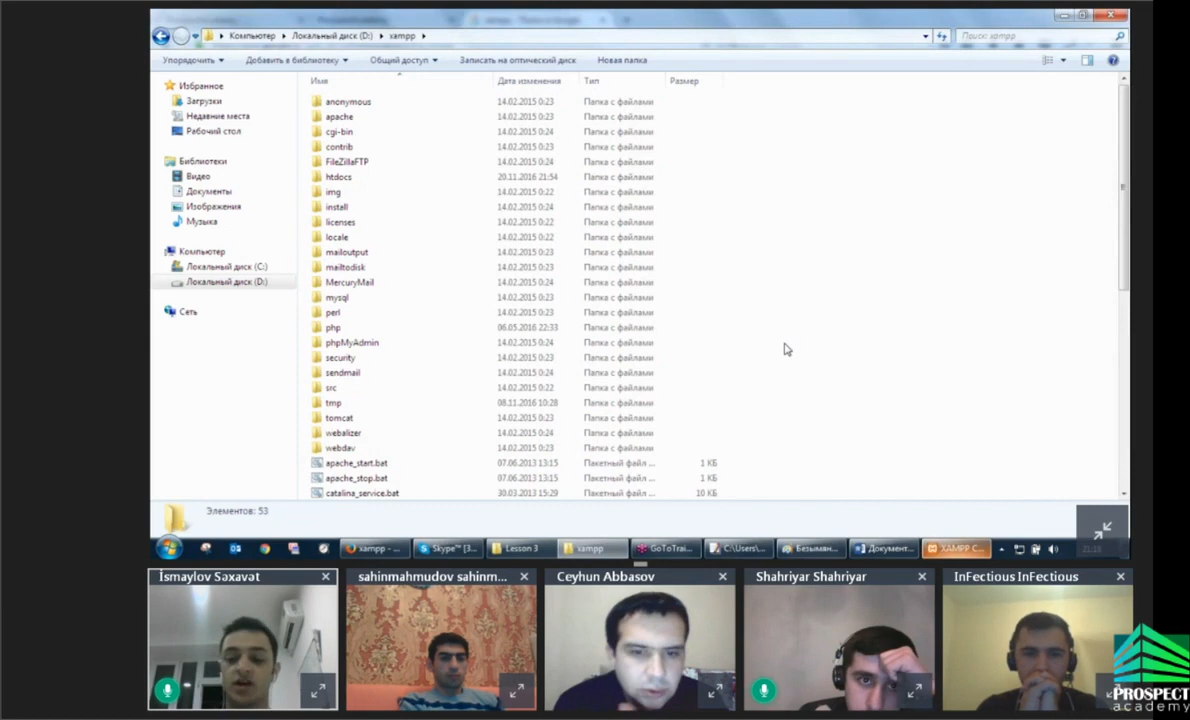 Компьютер ▸ Локальный диск (D:) ▸ xampp ▸
Поиск: xampp
Упорядочить Добавить в библиотеку Общий доступ Записать на оптический диск Новая папка
Имя Дата изменения Тип Размер
Избранное
Загрузки
Недавние места
Рабочий стол
Библиотеки
Видео
Документы
Изображения
Музыка
Компьютер
Локальный диск (C:)
Локальный диск (D:)
Сеть
anonymous 14.02.2015 0:23 Папка с файлами
apache 14.02.2015 0:23 Папка с файлами
cgi-bin 14.02.2015 0:24 Папка с файлами
contrib 14.02.2015 0:23 Папка с файлами
FileZillaFTP 14.02.2015 0:24 Папка с файлами
htdocs 20.11.2016 21:54 Папка с файлами
img 14.02.2015 0:22 Папка с файлами
install 14.02.2015 0:24 Папка с файлами
licenses 14.02.2015 0:22 Папка с файлами
locale 14.02.2015 0:22 Папка с файлами
mailoutput 14.02.2015 0:23 Папка с файлами
mailtodisk 14.02.2015 0:23 Папка с файлами
MercuryMail 14.02.2015 0:24 Папка с файлами
mysql 14.02.2015 0:23 Папка с файлами
perl 14.02.2015 0:23 Папка с файлами
php 06.05.2016 22:33 Папка с файлами
phpMyAdmin 14.02.2015 0:24 Папка с файлами
security 14.02.2015 0:23 Папка с файлами
sendmail 14.02.2015 0:24 Папка с файлами
src 14.02.2015 0:22 Папка с файлами
tmp 08.11.2016 10:28 Папка с файлами
tomcat 14.02.2015 0:23 Папка с файлами
webalizer 14.02.2015 0:24 Папка с файлами
webdav 14.02.2015 0:23 Папка с файлами
apache_start.bat 07.06.2013 13:15 Пакетный файл ... 1 КБ
apache_stop.bat 07.06.2013 13:15 Пакетный файл ... 1 КБ
catalina_service.bat 30.03.2013 15:29 Пакетный файл ... 10 КБ
Элементов: 53
xampp - ... Skype™ [3... Lesson 3 xampp GoToTrai... C:\Users\... Безымян... Документ... XAMPP C...
İsmaylov Səxavət
sahinmahmudov sahinm...
Ceyhun Abbasov
Shahriyar Shahriyar
InFectious InFectious
PROSPECT
academy